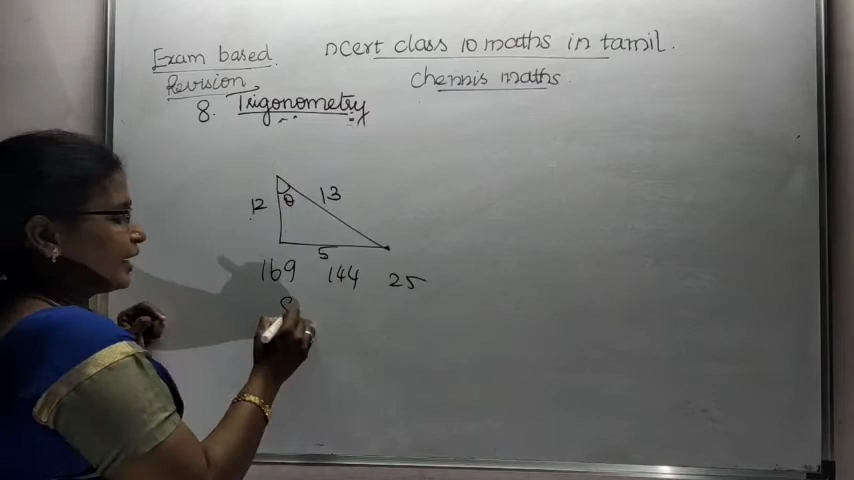 Exam based
Revision
ncert class 10 maths in tamil.
Chennis maths
8. Trigonometry
12 θ 13
5
169 144 25
S